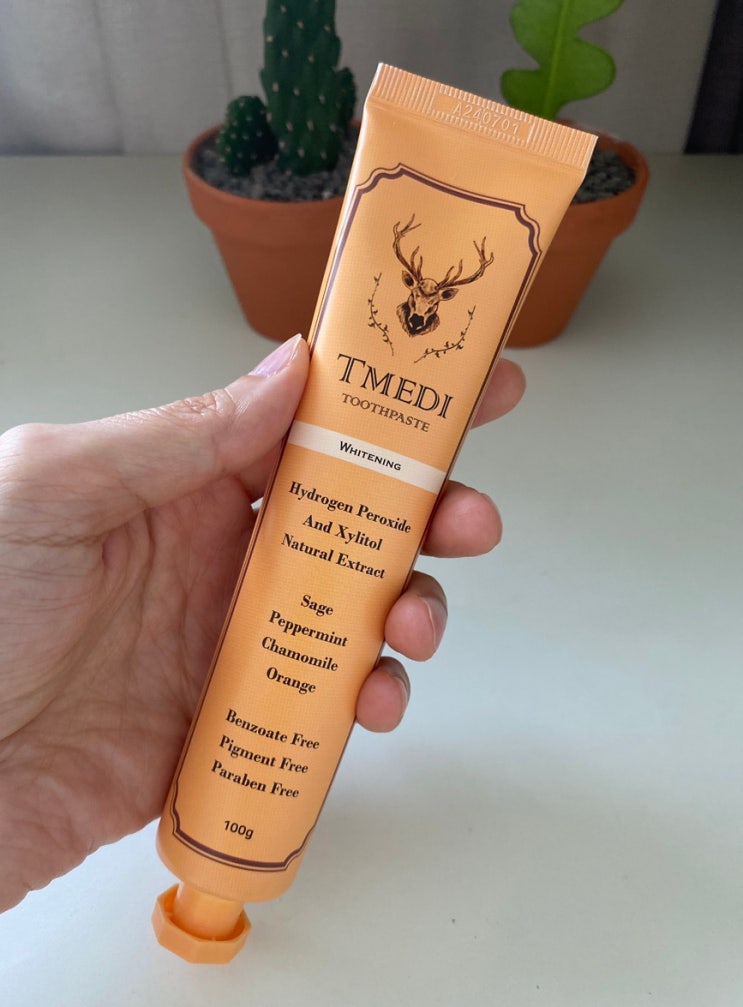 A240701
TMEDI
TOOTHPASTE
WHITENING
Hydrogen Peroxide
And Xylitol
Natural Extract
Sage
Peppermint
Chamomile
Orange
Benzoate Free
Pigment Free
Paraben Free
100g